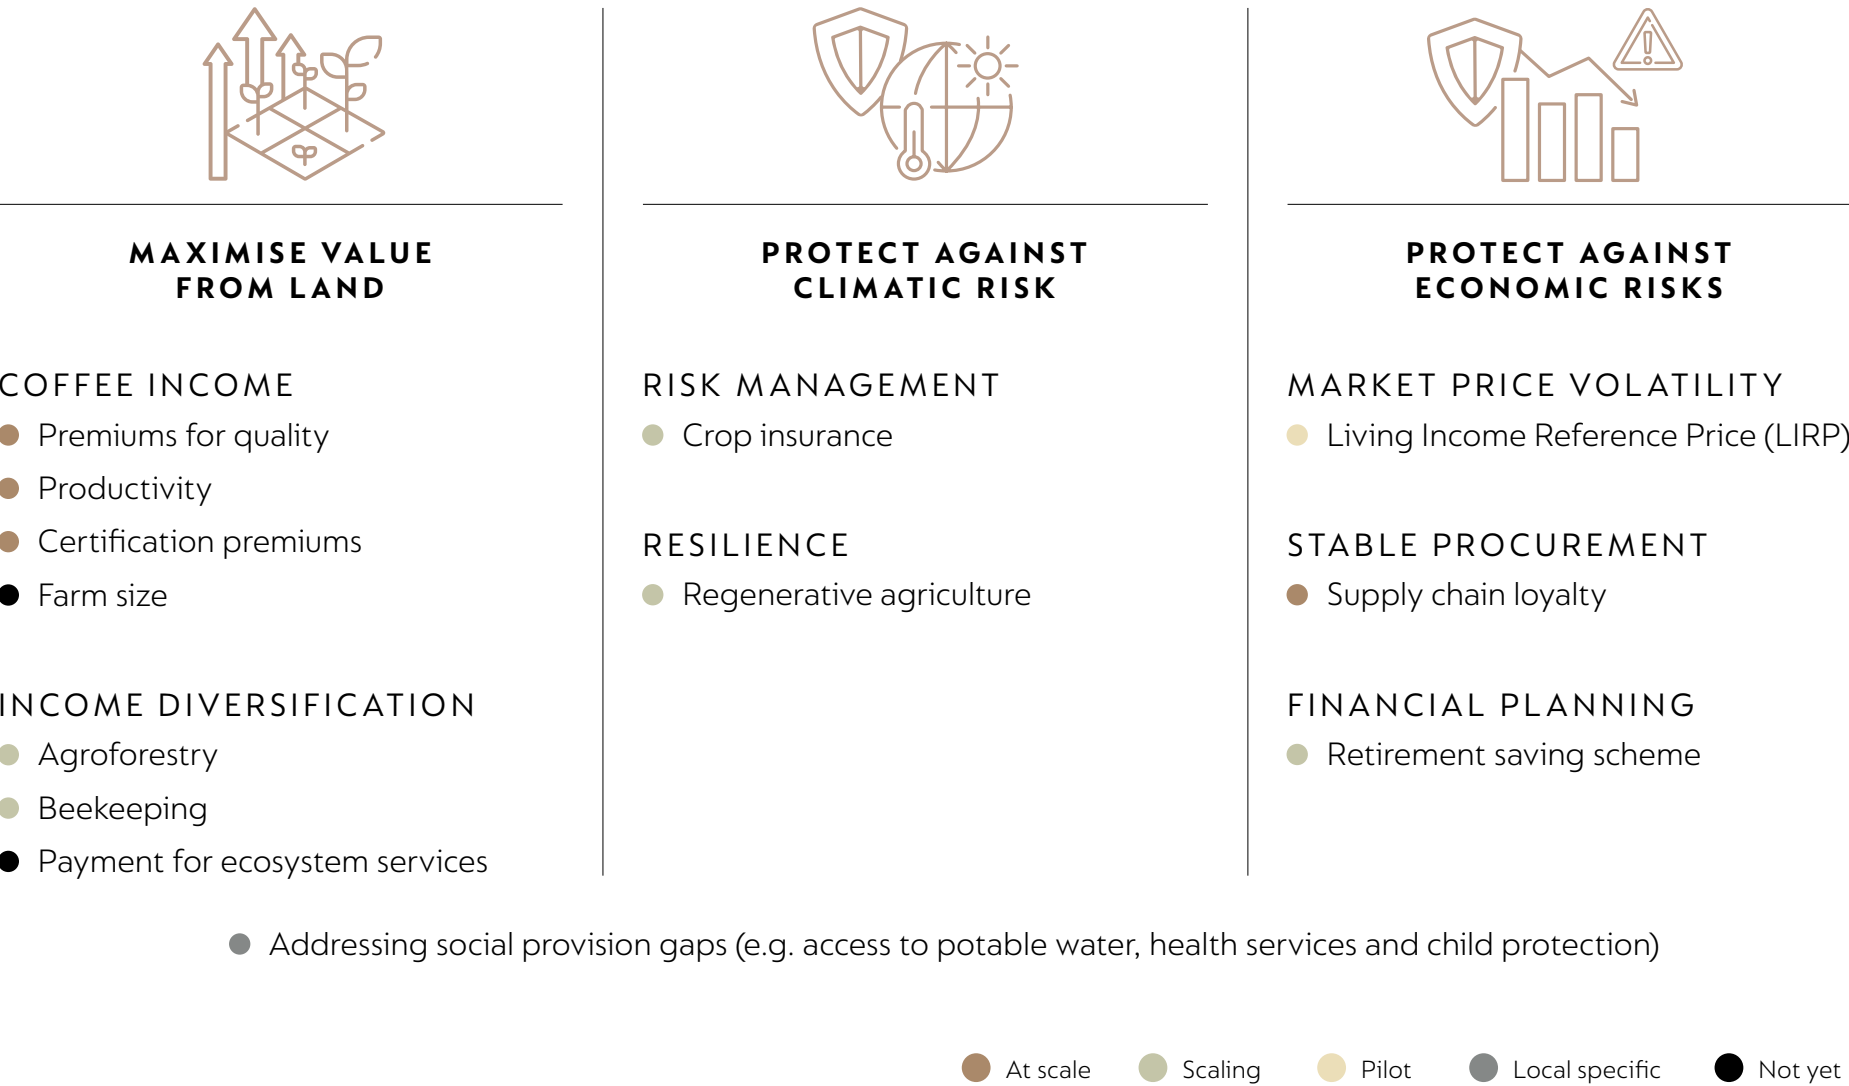 MAXIMISE VALUE
FROM LAND
COFFEE INCOME
Premiums for quality
Productivity
Certification premiums
Farm size
INCOME DIVERSIFICATION
Agroforestry
Beekeeping
Payment for ecosystem services
PROTECT AGAINST
CLIMATIC RISK
RISK MANAGEMENT
Crop insurance
RESILIENCE
Regenerative agriculture
PROTECT AGAINST
ECONOMIC RISKS
MARKET PRICE VOLATILITY
Living Income Reference Price (LIRP)
STABLE PROCUREMENT
Supply chain loyalty
FINANCIAL PLANNING
Retirement saving scheme
Addressing social provision gaps (e.g. access to potable water, health services and child protection)
At scale
Scaling
Pilot
Local specific
Not yet